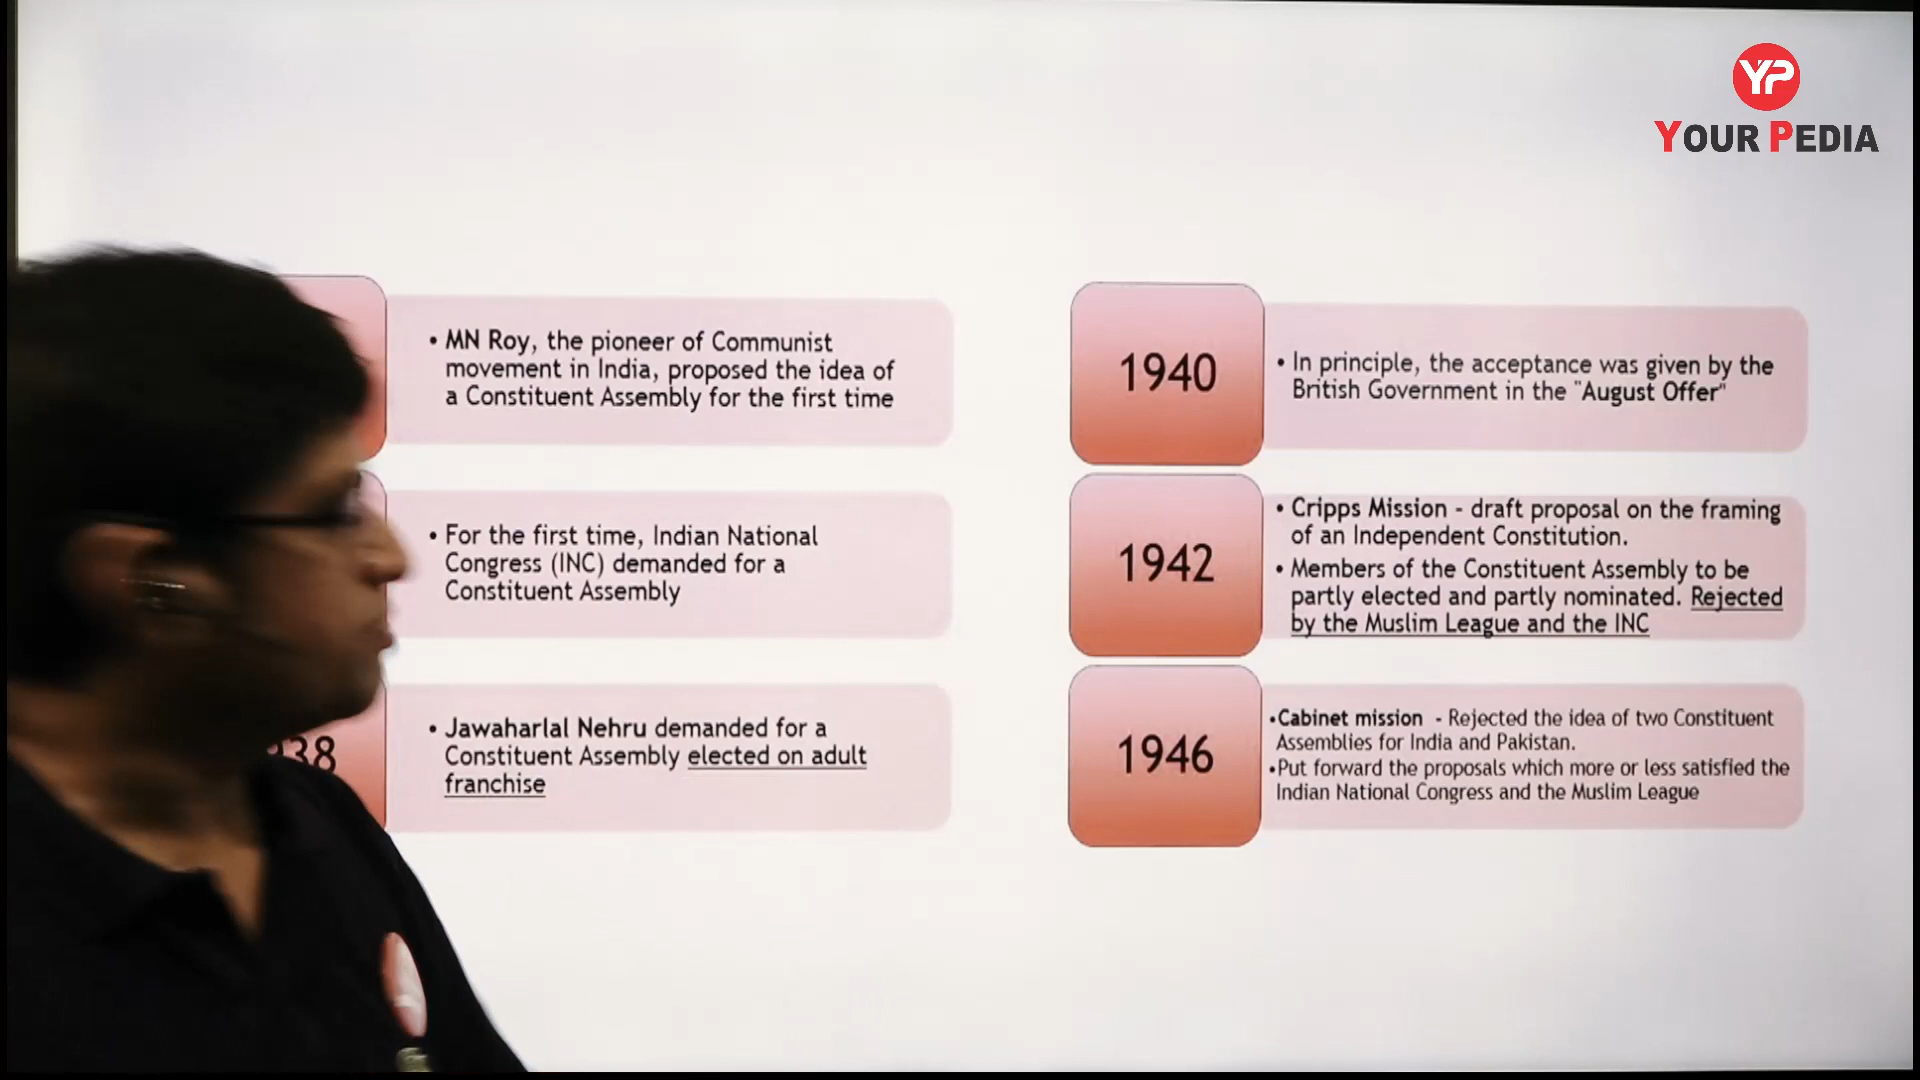 YP
YOUR PEDIA
• MN Roy, the pioneer of Communist
movement in India, proposed the idea of
a Constituent Assembly for the first time
• For the first time, Indian National
Congress (INC) demanded for a
Constituent Assembly
38
• Jawaharlal Nehru demanded for a
Constituent Assembly elected on adult
franchise
1940
• In principle, the acceptance was given by the
British Government in the "August Offer"
1942
• Cripps Mission - draft proposal on the framing
of an Independent Constitution.
• Members of the Constituent Assembly to be
partly elected and partly nominated. Rejected
by the Muslim League and the INC
1946
•Cabinet mission - Rejected the idea of two Constituent
Assemblies for India and Pakistan.
•Put forward the proposals which more or less satisfied the
Indian National Congress and the Muslim League